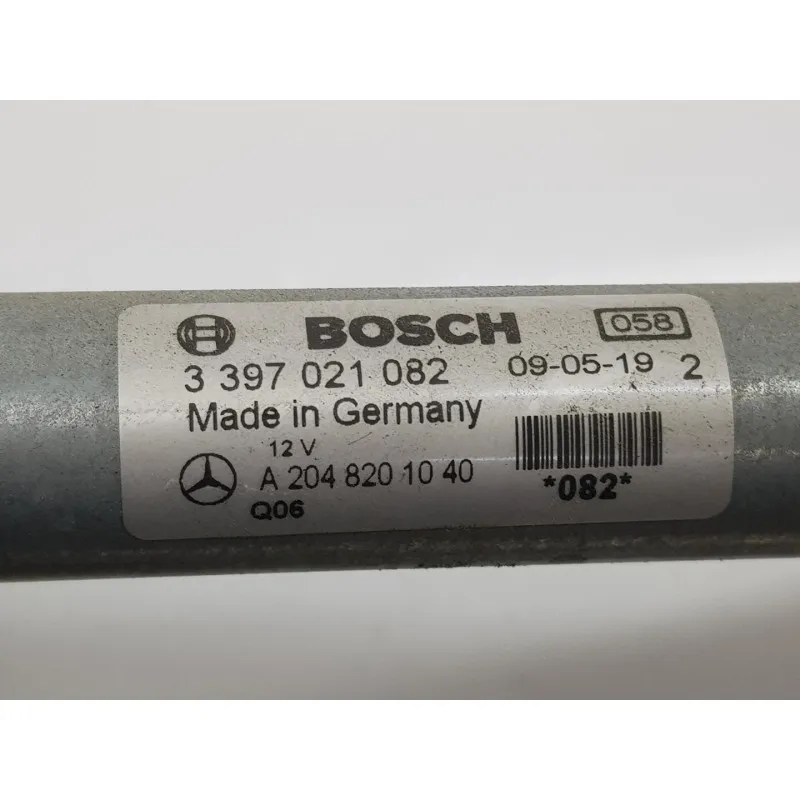 BOSCH 058
3 397 021 082 09-05-19 2
Made in Germany
12 V
A 204 820 10 40 *082*
Q06